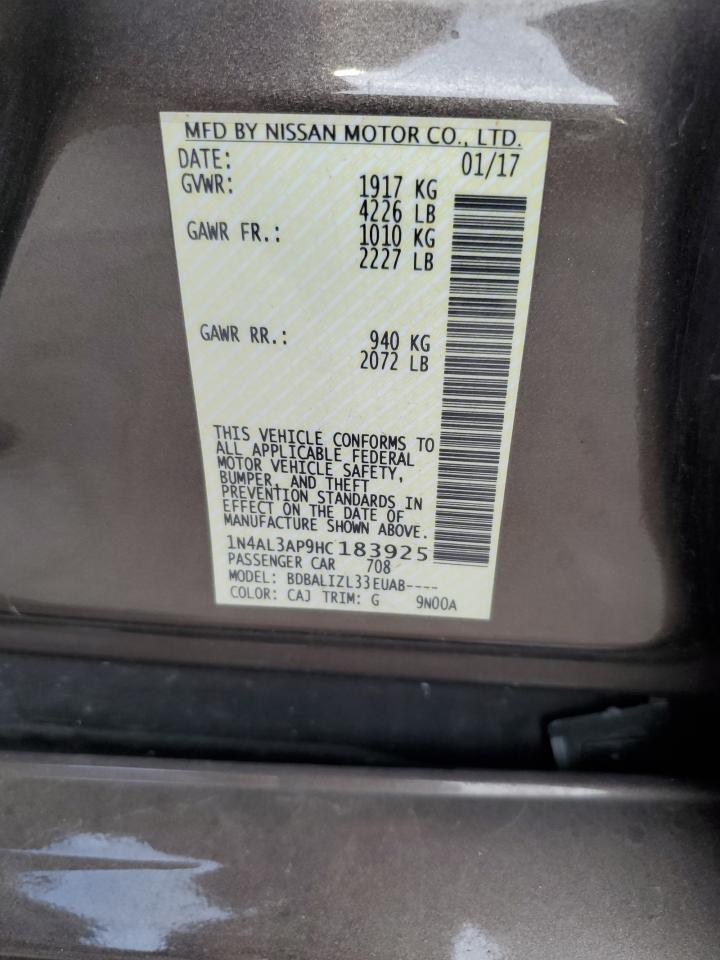 MFD BY NISSAN MOTOR CO., LTD.
DATE: 01/17
GVWR: 1917 KG
4226 LB
GAWR FR.: 1010 KG
2227 LB
GAWR RR.: 940 KG
2072 LB
THIS VEHICLE CONFORMS TO
ALL APPLICABLE FEDERAL
MOTOR VEHICLE SAFETY,
BUMPER, AND THEFT
PREVENTION STANDARDS IN
EFFECT ON THE DATE OF
MANUFACTURE SHOWN ABOVE.
1N4AL3AP9HC183925
PASSENGER CAR 708
MODEL: BDBALIZL33EUAB----
COLOR: CAJ TRIM: G 9N00A